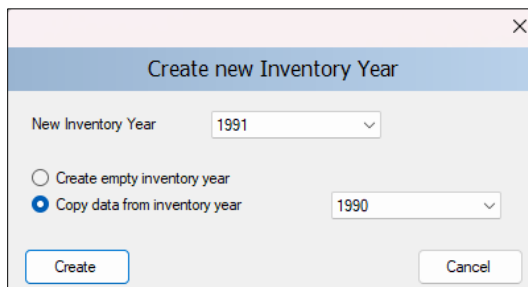 Create new Inventory Year
New Inventory Year 1991
Create empty inventory year
Copy data from inventory year 1990
Create Cancel